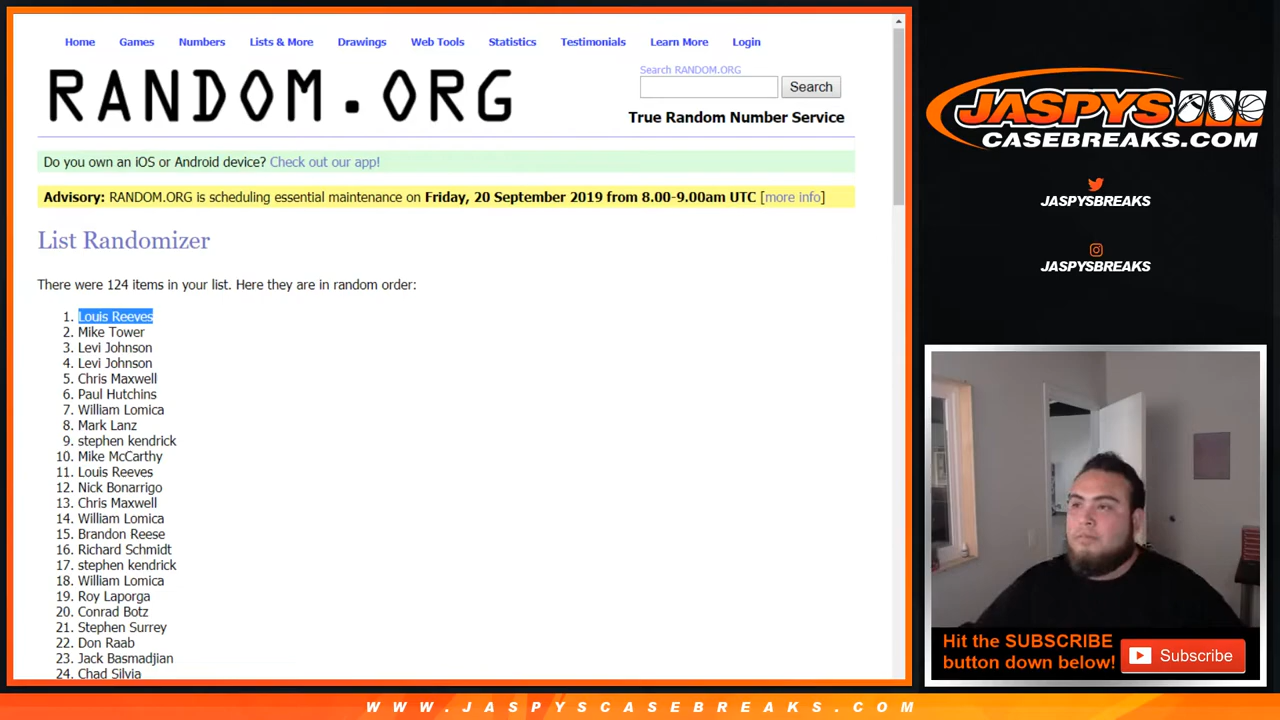 Home Games Numbers Lists & More Drawings Web Tools Statistics Testimonials Learn More Login
RANDOM.ORG
Search RANDOM.ORG
Search
True Random Number Service
Do you own an iOS or Android device? Check out our app!
Advisory: RANDOM.ORG is scheduling essential maintenance on Friday, 20 September 2019 from 8.00-9.00am UTC [more info]
List Randomizer
There were 124 items in your list. Here they are in random order:
1. Louis Reeves
2. Mike Tower
3. Levi Johnson
4. Levi Johnson
5. Chris Maxwell
6. Paul Hutchins
7. William Lomica
8. Mark Lanz
9. stephen kendrick
10. Mike McCarthy
11. Louis Reeves
12. Nick Bonarrigo
13. Chris Maxwell
14. William Lomica
15. Brandon Reese
16. Richard Schmidt
17. stephen kendrick
18. William Lomica
19. Roy Laporga
20. Conrad Botz
21. Stephen Surrey
22. Don Raab
23. Jack Basmadjian
24. Chad Silvia
JASPYS
CASEBREAKS.COM
JASPYSBREAKS
JASPYSBREAKS
Hit the SUBSCRIBE
button down below!
Subscribe
WWW.JASPYSCASEBREAKS.COM